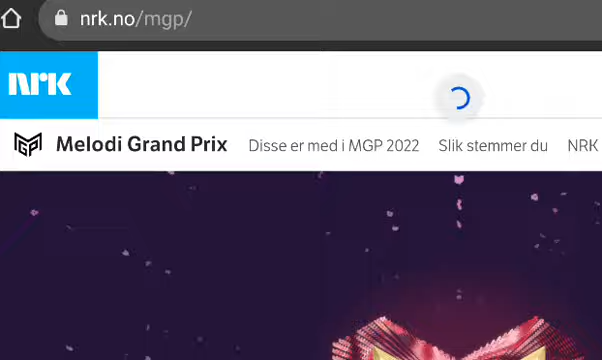 nrk.no/mgp/
nrk
Melodi Grand Prix Disse er med i MGP 2022 Slik stemmer du NRK